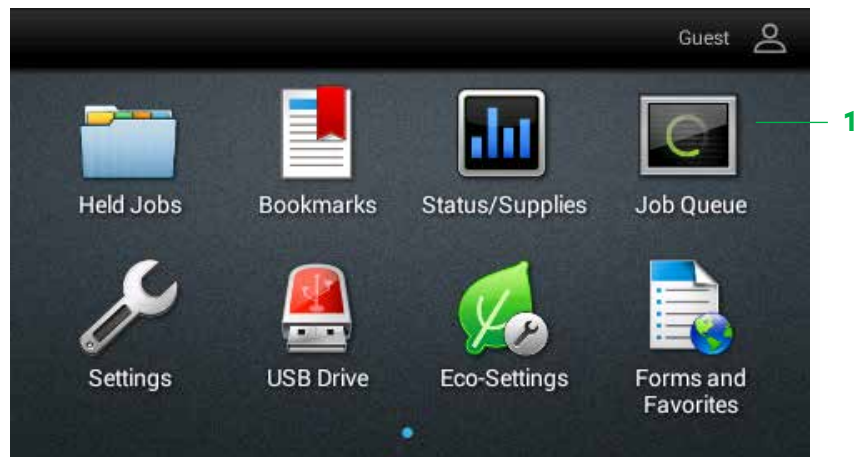 Guest
1
Held Jobs
Bookmarks
Status/Supplies
Job Queue
Settings
USB Drive
Eco-Settings
Forms and
Favorites